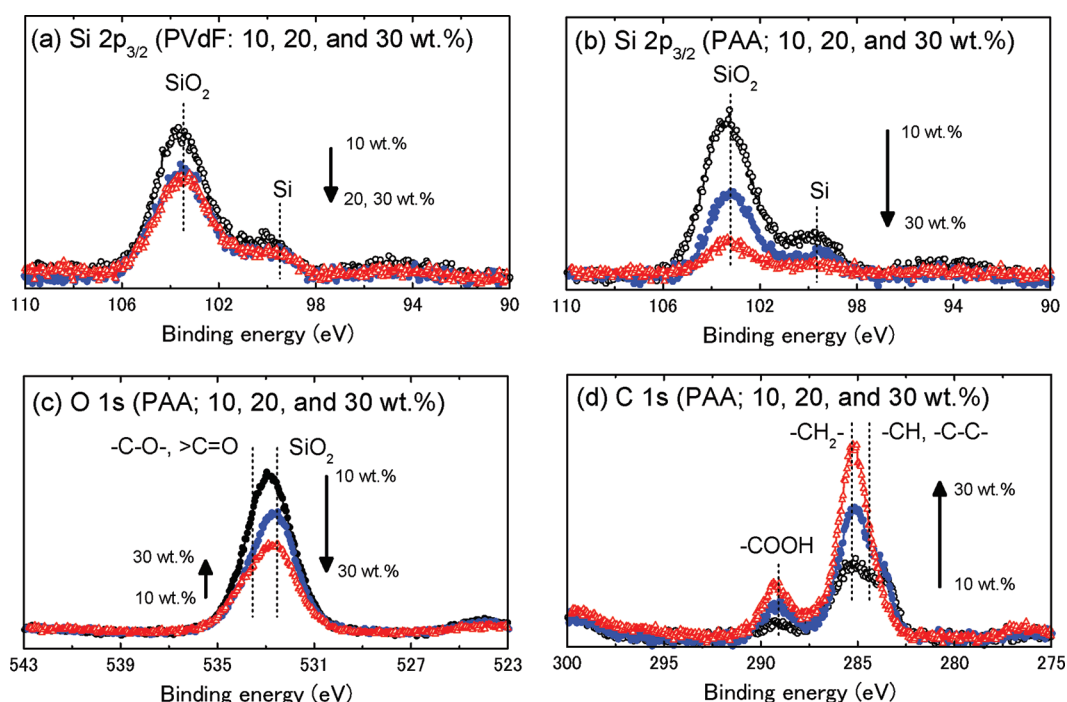 (a) Si 2p3/2 (PVdF: 10, 20, and 30 wt.%)
SiO2
10 wt.%
Si
20, 30 wt.%
110 106 102 98 94 90
Binding energy (eV)
(b) Si 2p3/2 (PAA; 10, 20, and 30 wt.%)
SiO2
10 wt.%
Si
30 wt.%
110 106 102 98 94 90
Binding energy (eV)
(c) O 1s (PAA; 10, 20, and 30 wt.%)
-C-O-, >C=O SiO2
10 wt.%
30 wt.%
10 wt.%
30 wt.%
543 539 535 531 527 523
Binding energy (eV)
(d) C 1s (PAA; 10, 20, and 30 wt.%)
-CH2- -CH, -C-C-
30 wt.%
-COOH
10 wt.%
300 295 290 285 280 275
Binding energy (eV)